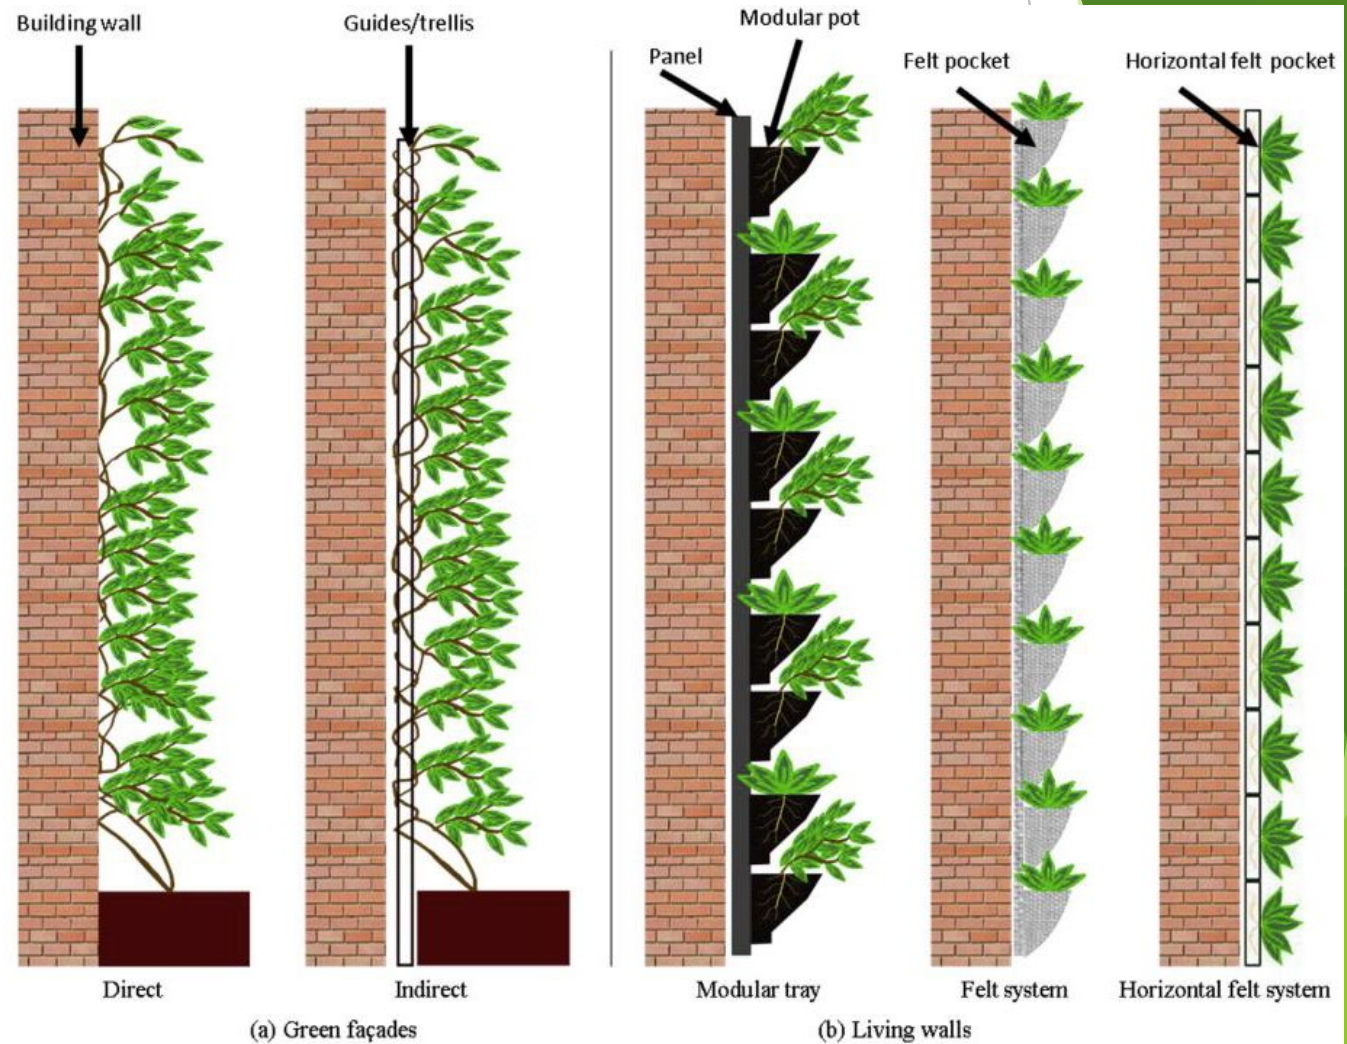 Building wall
Guides/trellis
Modular pot
Panel
Felt pocket
Horizontal felt pocket
Direct
Indirect
Modular tray
Felt system
Horizontal felt system
(a) Green façades
(b) Living walls